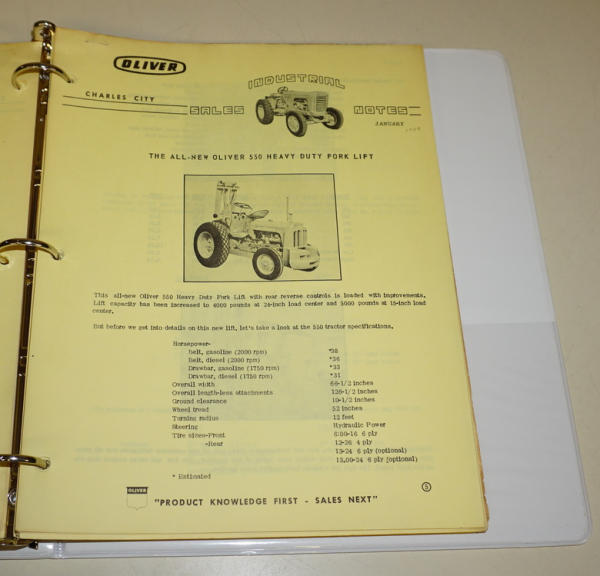 OLIVER
CHARLES CITY
INDUSTRIAL
SALES NOTES
JANUARY
THE ALL-NEW OLIVER 550 HEAVY DUTY FORK LIFT
This all-new Oliver 550 Heavy Duty Fork Lift with rear reverse controls is loaded with improvements.
Lift capacity has been increased to 4000 pounds at 24-inch load center and 5000 pounds at 15-inch load
center.
But before we get into details on this new lift, let's take a look at the 550 tractor specifications.
Horsepower-
belt, gasoline (2000 rpm) *38
Belt, diesel (2000 rpm) *36
Drawbar, gasoline (1750 rpm) *33
Drawbar, diesel (1750 rpm) *31
Overall width 66-1/2 inches
Overall length-less attachments 126-1/2 inches
Ground clearance 10-1/2 inches
Wheel tread 52 inches
Turning radius 12 feet
Steering Hydraulic Power
Tire sizes-Front 6:00-16 6 ply
-Rear 12-26 4 ply
13-24 6 ply (optional)
13.00-24 6 ply (optional)
* Estimated
OLIVER
"PRODUCT KNOWLEDGE FIRST - SALES NEXT"
5